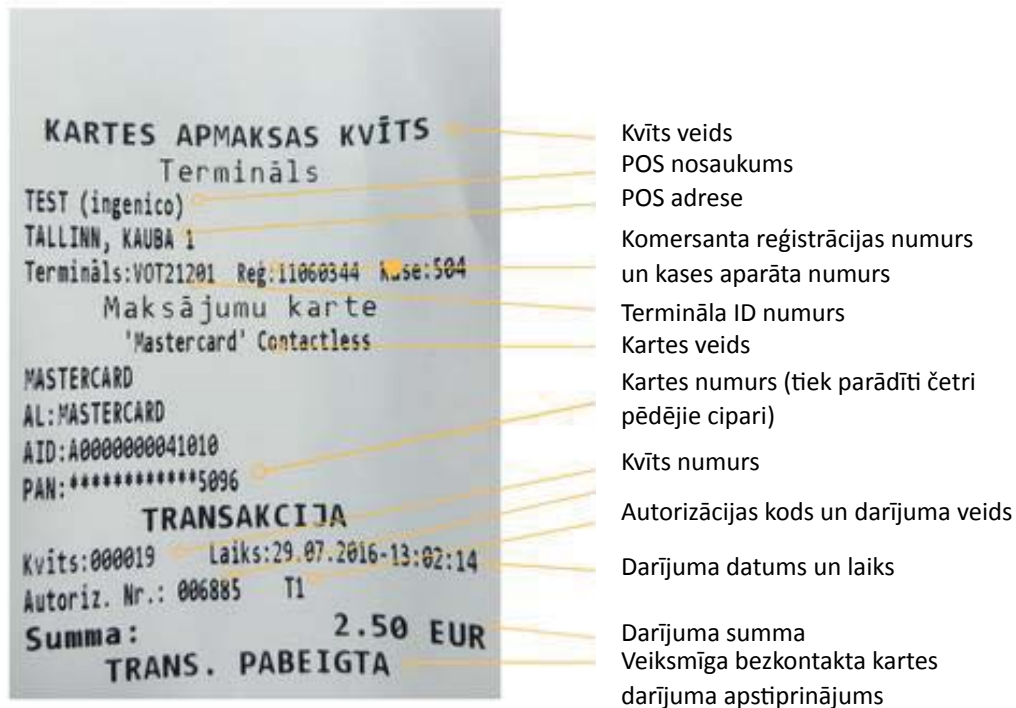 KARTES APMAKSAS KVĪTS
Termināls
TEST (ingenico)
TALLINN, KAUBA 1
Termināls:VOT21201 Reģ:11060344 Kase:504
Maksājumu karte
'Mastercard' Contactless
MASTERCARD
AL:MASTERCARD
AID:A0000000041010
PAN:************5096
TRANSAKCIJA
Kvits:000019 Laiks:29.07.2016-13:02:14
Autoriz. Nr.: 006885 T1
Summa: 2.50 EUR
TRANS. PABEIGTA
Kvīts veids
POS nosaukums
POS adrese
Komersanta reģistrācijas numurs
un kases aparāta numurs
Termināla ID numurs
Kartes veids
Kartes numurs (tiek parādīti četri
pēdējie cipari)
Kvīts numurs
Autorizācijas kods un darījuma veids
Darījuma datums un laiks
Darījuma summa
Veiksmīga bezkontakta kartes
darījuma apstiprinājums